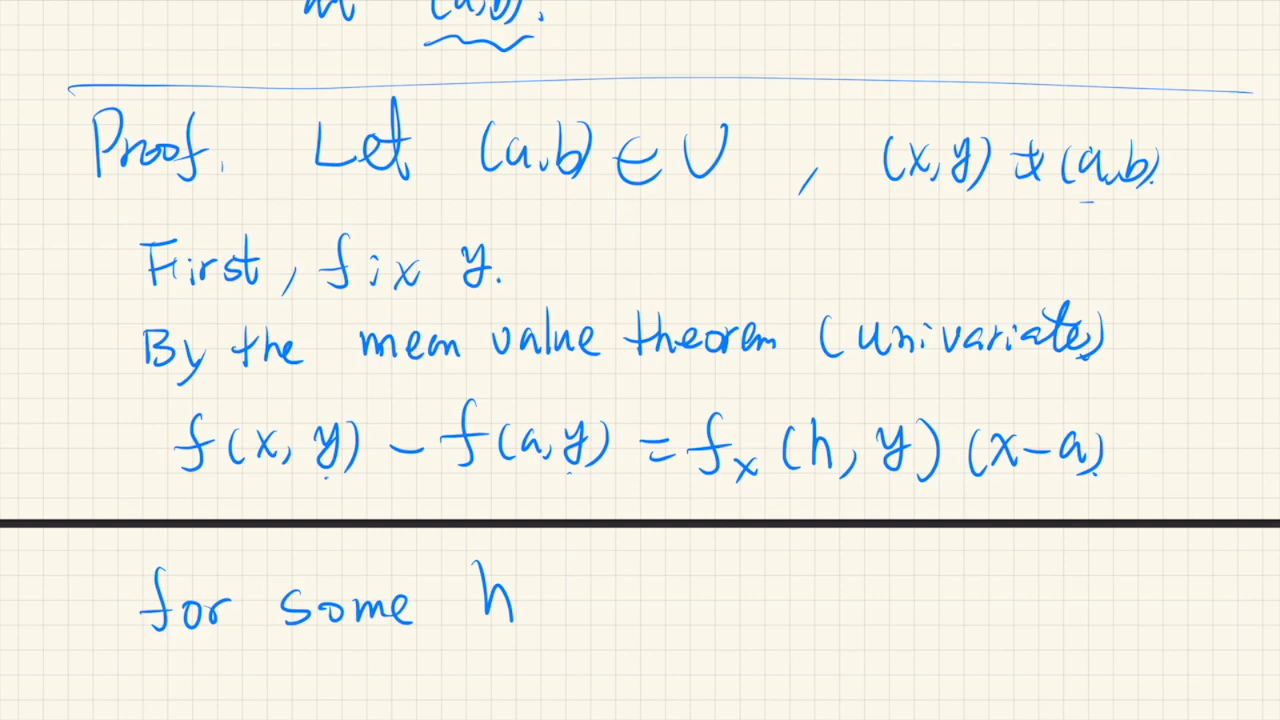 (a,b).
Proof. Let (a,b) ∈ U , (x,y) ≠ (a,b).
First, fix y.
By the mean value theorem (univariate)
f(x, y) - f(a, y) = fₓ (h, y) (x-a)
for some h